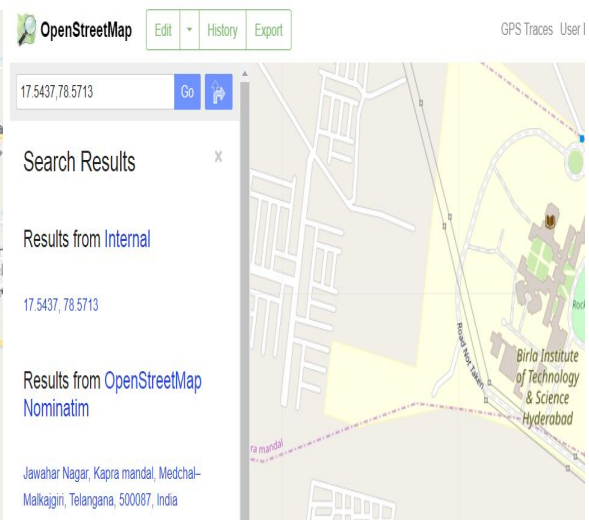 OpenStreetMap Edit History Export GPS Traces User
17.5437,78.5713 Go
Search Results x
Results from Internal
17.5437, 78.5713
Results from OpenStreetMap
Nominatim
Jawahar Nagar, Kapra mandal, Medchal–
Malkajgiri, Telangana, 500087, India
Road Not Taken
Rock
Birla Institute
of Technology
& Science
Hyderabad
ra mandal